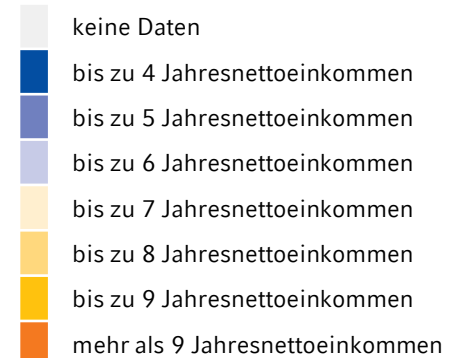 keine Daten
bis zu 4 Jahresnettoeinkommen
bis zu 5 Jahresnettoeinkommen
bis zu 6 Jahresnettoeinkommen
bis zu 7 Jahresnettoeinkommen
bis zu 8 Jahresnettoeinkommen
bis zu 9 Jahresnettoeinkommen
mehr als 9 Jahresnettoeinkommen